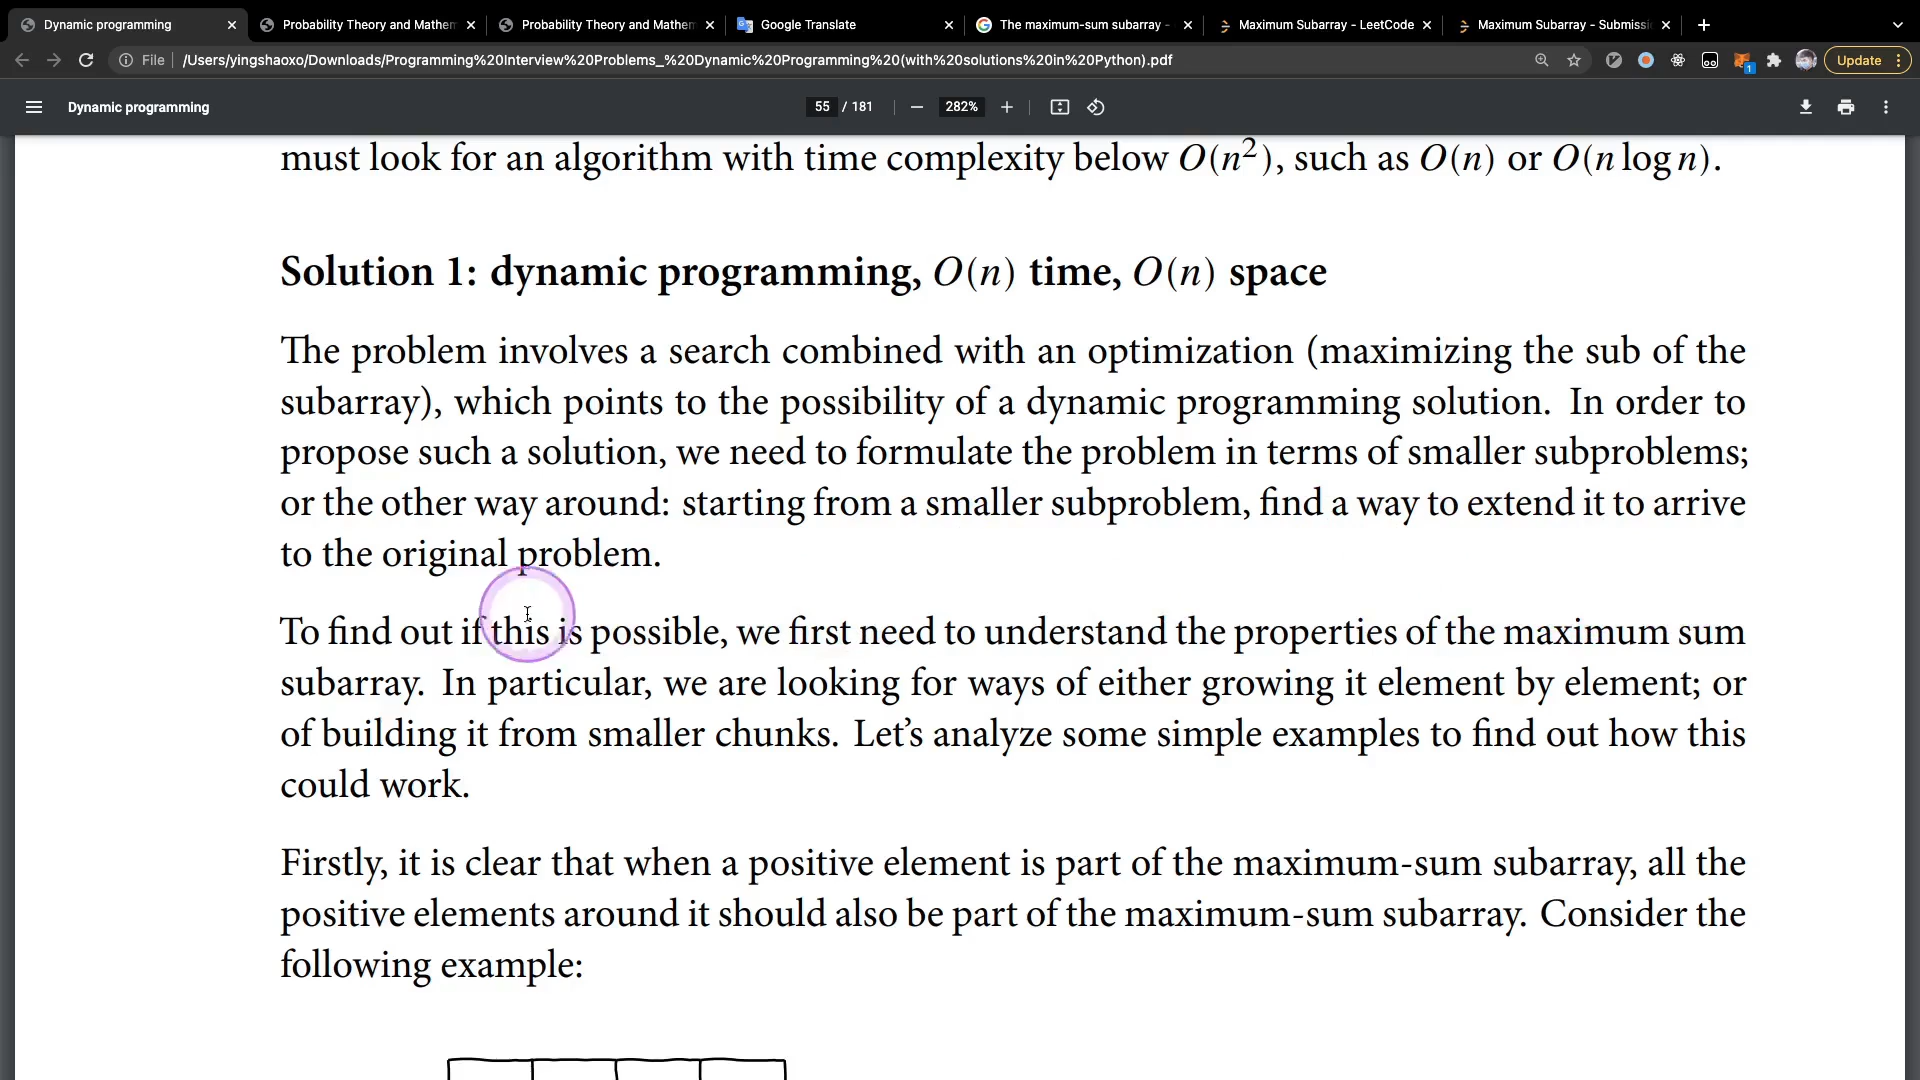 Dynamic programming
Probability Theory and Mathem
Probability Theory and Mathem
Google Translate
The maximum-sum subarray -
Maximum Subarray - LeetCode
Maximum Subarray - Submissi
File
/Users/yingshaoxo/Downloads/Programming%20Interview%20Problems_%20Dynamic%20Programming%20(with%20solutions%20in%20Python).pdf
1
Update
Dynamic programming
55 / 181
282%
must look for an algorithm with time complexity below O(n²), such as O(n) or O(n log n).
Solution 1: dynamic programming, O(n) time, O(n) space
The problem involves a search combined with an optimization (maximizing the sub of the
subarray), which points to the possibility of a dynamic programming solution. In order to
propose such a solution, we need to formulate the problem in terms of smaller subproblems;
or the other way around: starting from a smaller subproblem, find a way to extend it to arrive
to the original problem.
To find out if this is possible, we first need to understand the properties of the maximum sum
subarray. In particular, we are looking for ways of either growing it element by element; or
of building it from smaller chunks. Let's analyze some simple examples to find out how this
could work.
Firstly, it is clear that when a positive element is part of the maximum-sum subarray, all the
positive elements around it should also be part of the maximum-sum subarray. Consider the
following example: